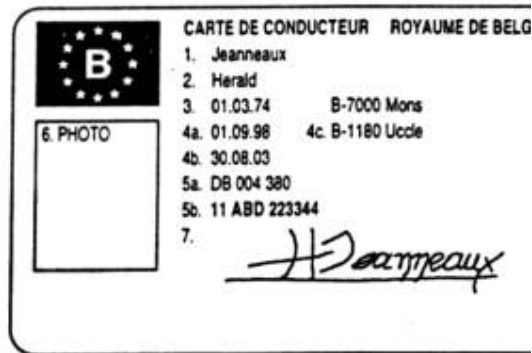 B
CARTE DE CONDUCTEUR ROYAUME DE BELG
1. Jeanneaux
2. Herald
3. 01.03.74 B-7000 Mons
4a. 01.09.98 4c. B-1180 Uccle
4b. 30.08.03
5a. DB 004 380
5b. 11 ABD 223344
6. PHOTO
7.
HJeanneaux